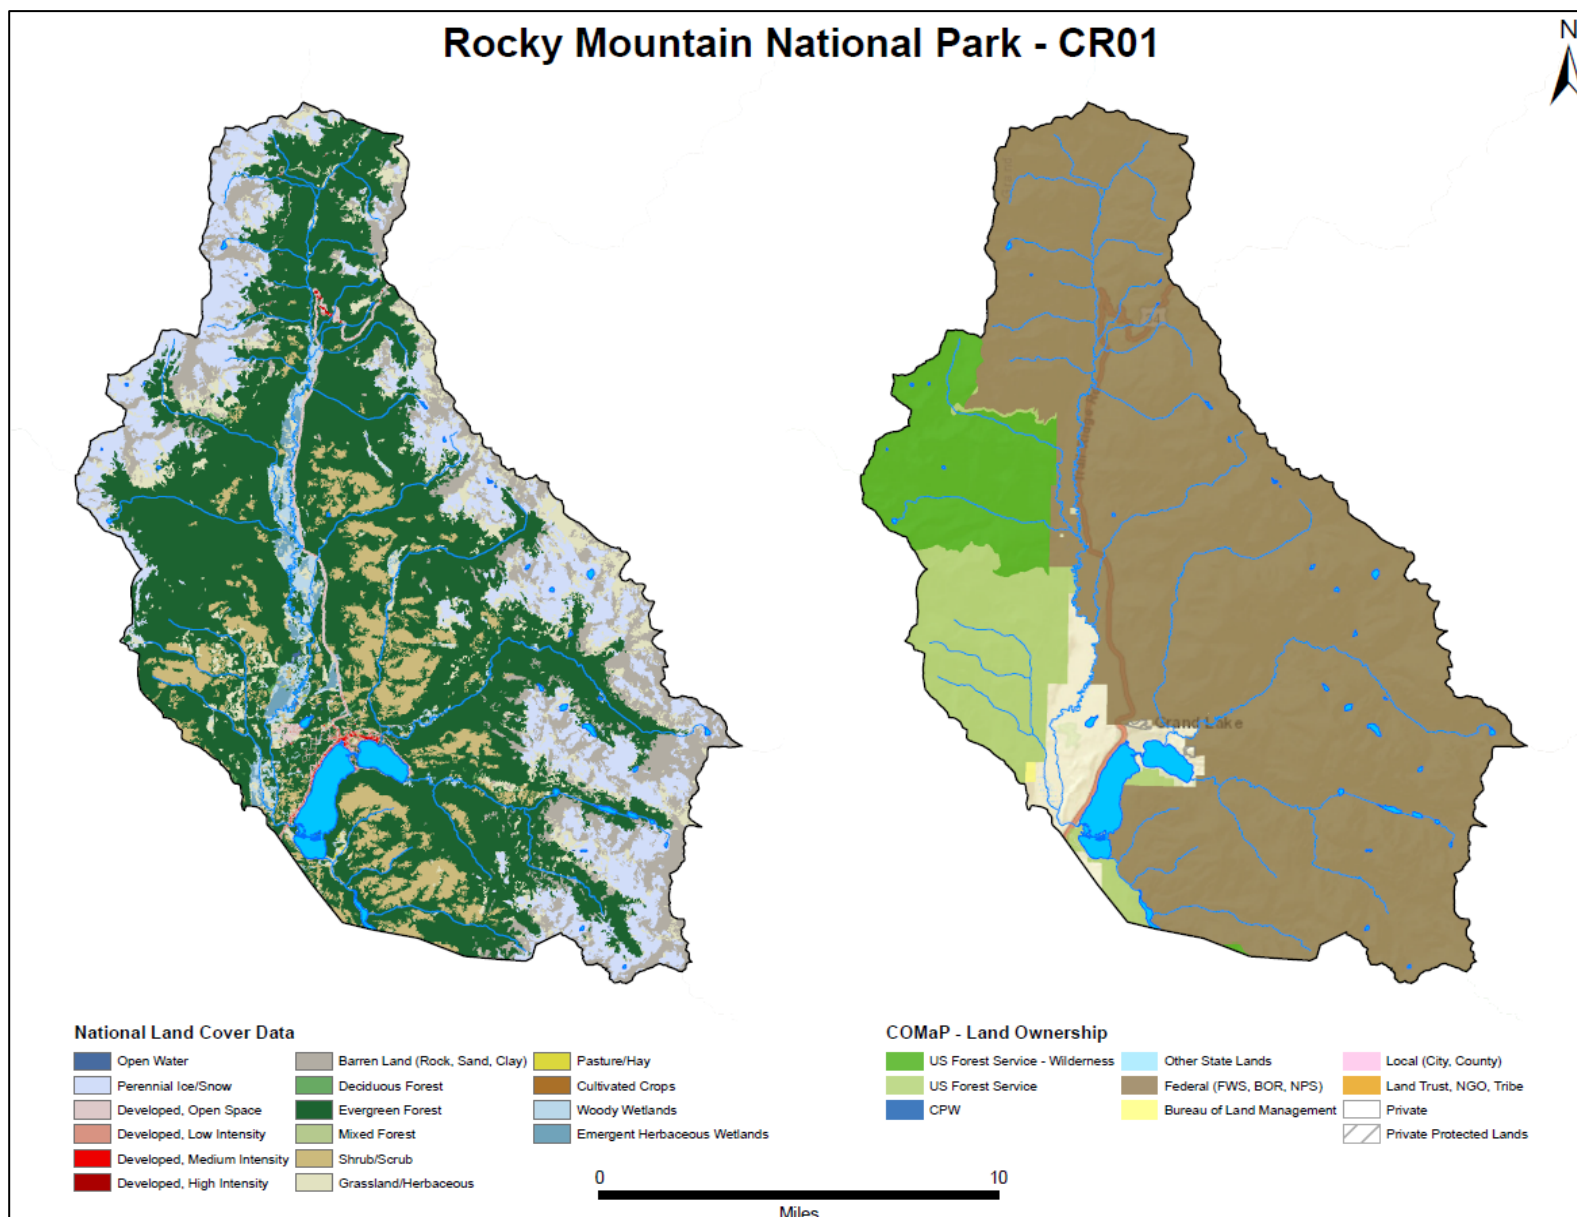 Rocky Mountain National Park - CR01
N
Grand Lake
National Land Cover Data
Open Water
Perennial Ice/Snow
Developed, Open Space
Developed, Low Intensity
Developed, Medium Intensity
Developed, High Intensity
Barren Land (Rock, Sand, Clay)
Deciduous Forest
Evergreen Forest
Mixed Forest
Shrub/Scrub
Grassland/Herbaceous
Pasture/Hay
Cultivated Crops
Woody Wetlands
Emergent Herbaceous Wetlands
COMaP - Land Ownership
US Forest Service - Wilderness
US Forest Service
CPW
Other State Lands
Federal (FWS, BOR, NPS)
Bureau of Land Management
Local (City, County)
Land Trust, NGO, Tribe
Private
Private Protected Lands
0 10
Miles